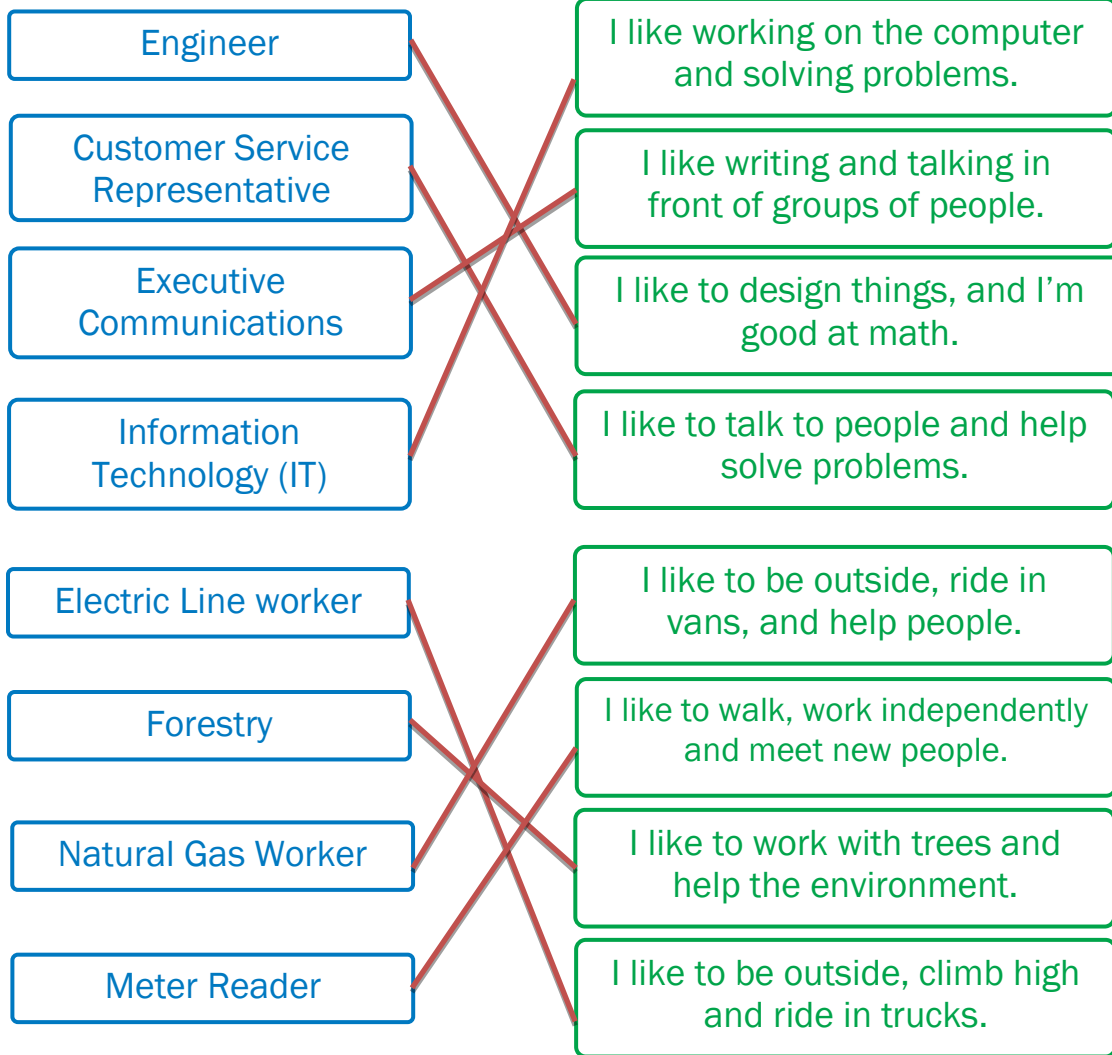 Engineer
I like working on the computer
and solving problems.
Customer Service
Representative
I like writing and talking in
front of groups of people.
Executive
Communications
I like to design things, and I’m
good at math.
Information
Technology (IT)
I like to talk to people and help
solve problems.
Electric Line worker
I like to be outside, ride in
vans, and help people.
Forestry
I like to walk, work independently
and meet new people.
Natural Gas Worker
I like to work with trees and
help the environment.
Meter Reader
I like to be outside, climb high
and ride in trucks.